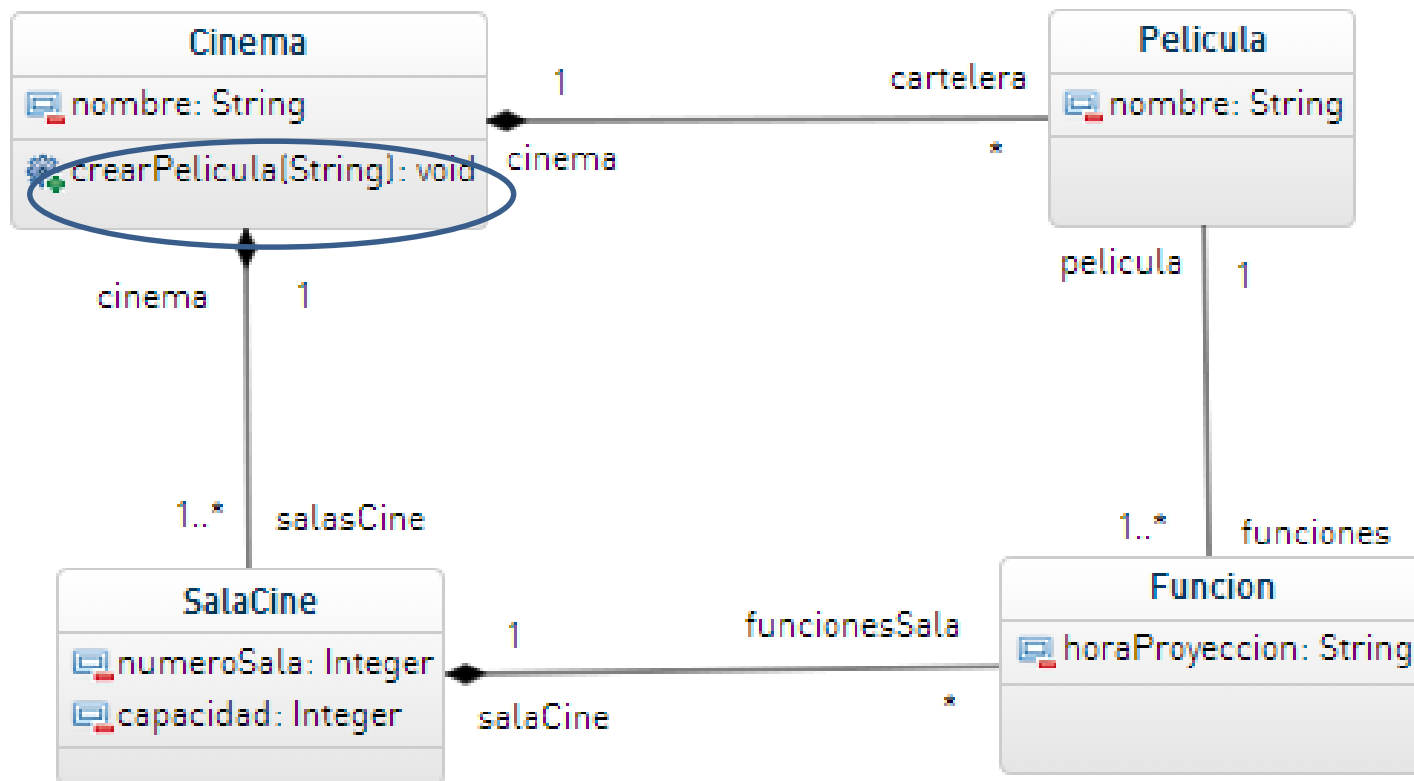 Cinema
nombre: String
crearPelicula(String): void
1
cartelera
cinema
*
Pelicula
nombre: String
cinema
1
pelicula
1
1..*
salasCine
1..*
funciones
SalaCine
numeroSala: Integer
capacidad: Integer
1
funcionesSala
salaCine
*
Funcion
horaProyeccion: String